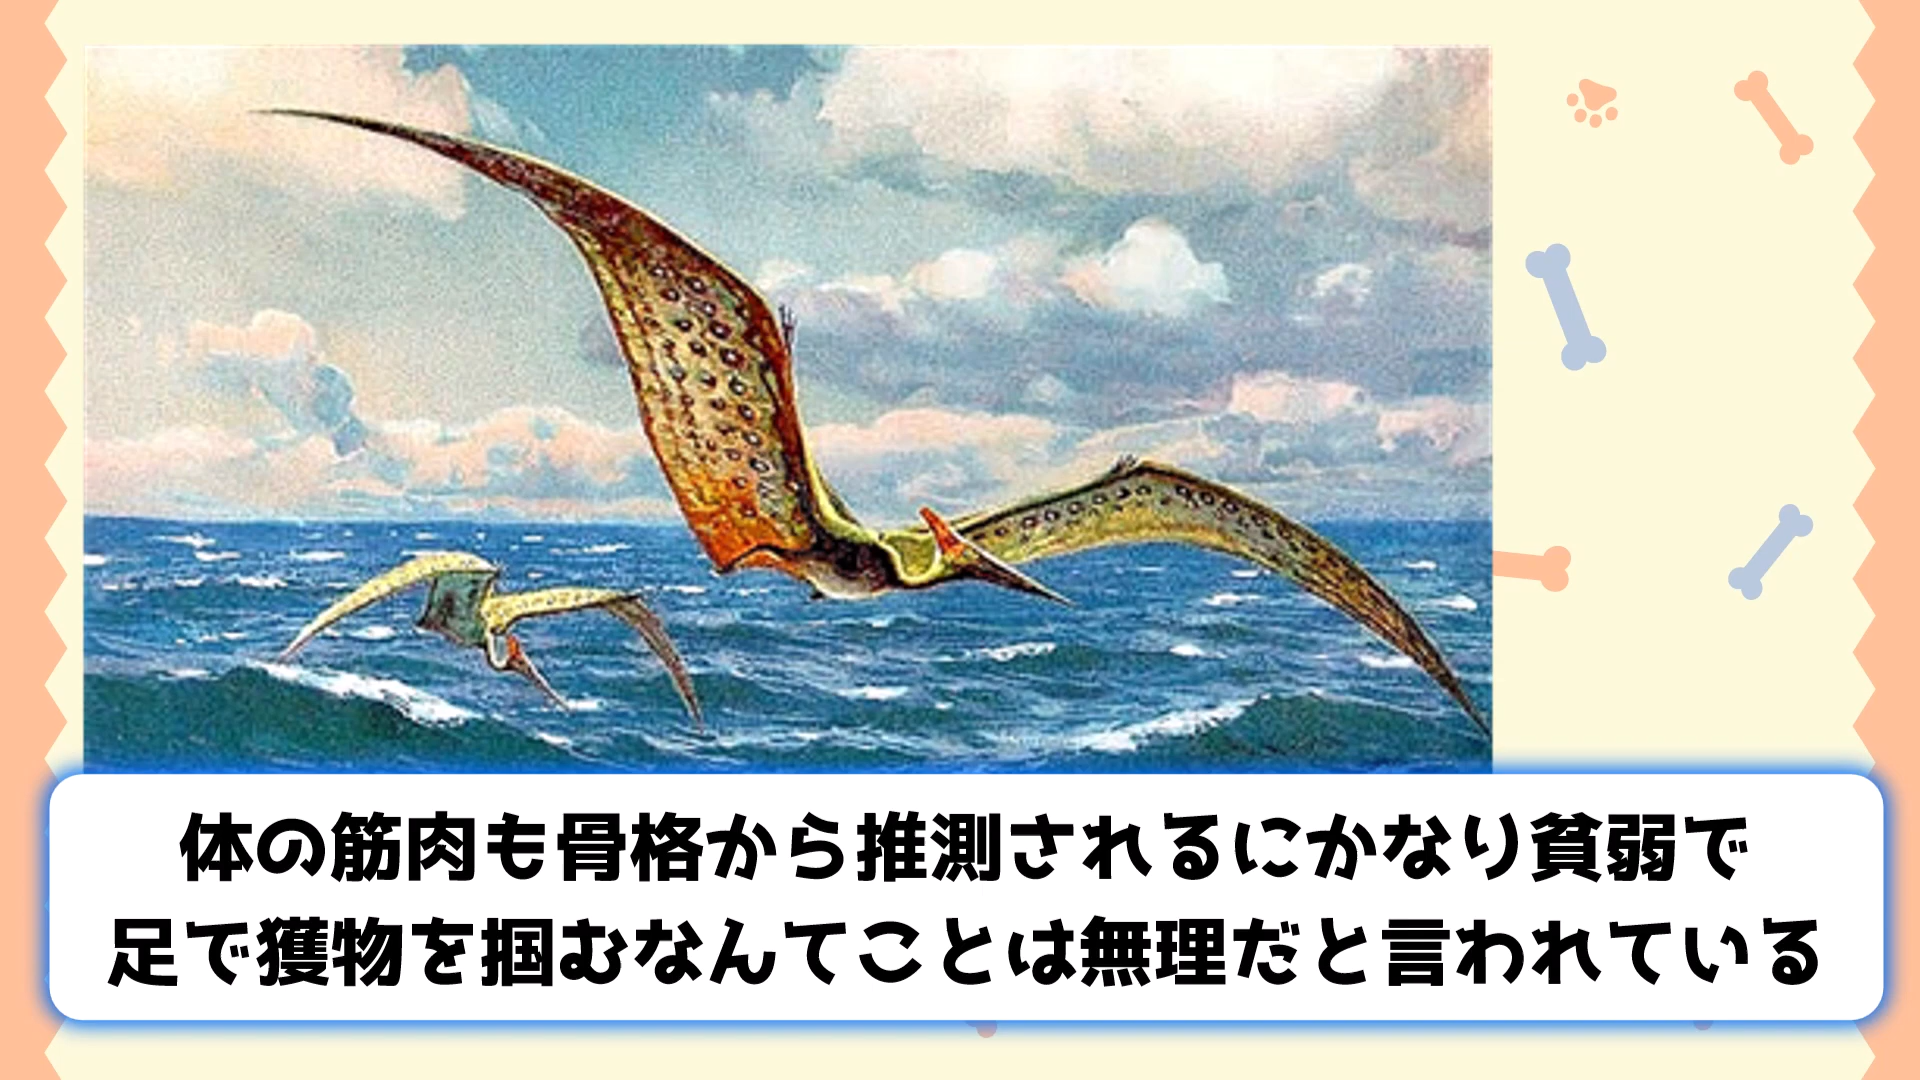 体の筋肉も骨格から推測されるにかなり貧弱で
足で獲物を掴むなんてことは無理だと言われている